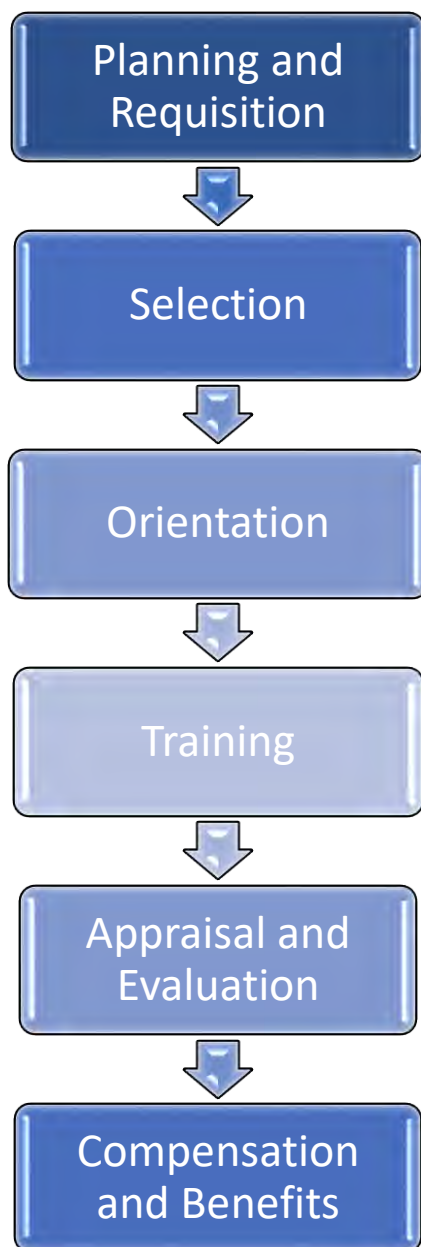 Planning and
Requisition
Selection
Orientation
Training
Appraisal and
Evaluation
Compensation
and Benefits